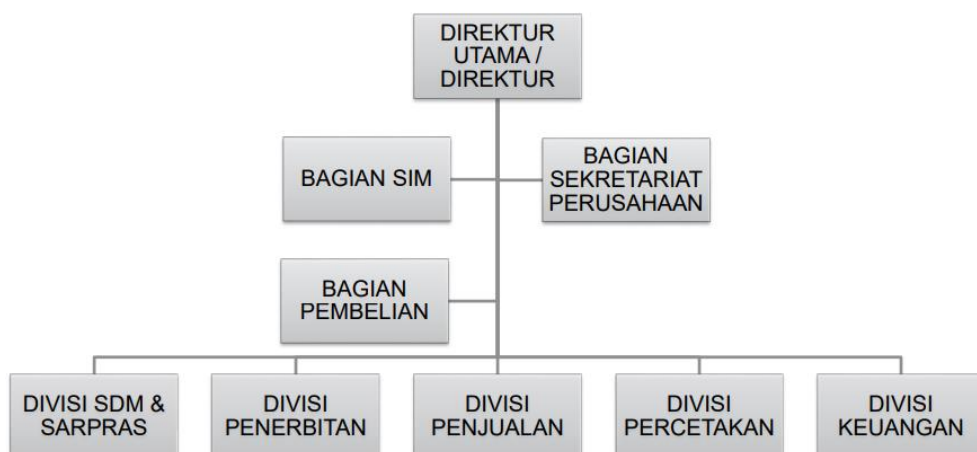 DIREKTUR
UTAMA /
DIREKTUR
BAGIAN SIM
BAGIAN
SEKRETARIAT
PERUSAHAAN
BAGIAN
PEMBELIAN
DIVISI SDM &
SARPRAS
DIVISI
PENERBITAN
DIVISI
PENJUALAN
DIVISI
PERCETAKAN
DIVISI
KEUANGAN